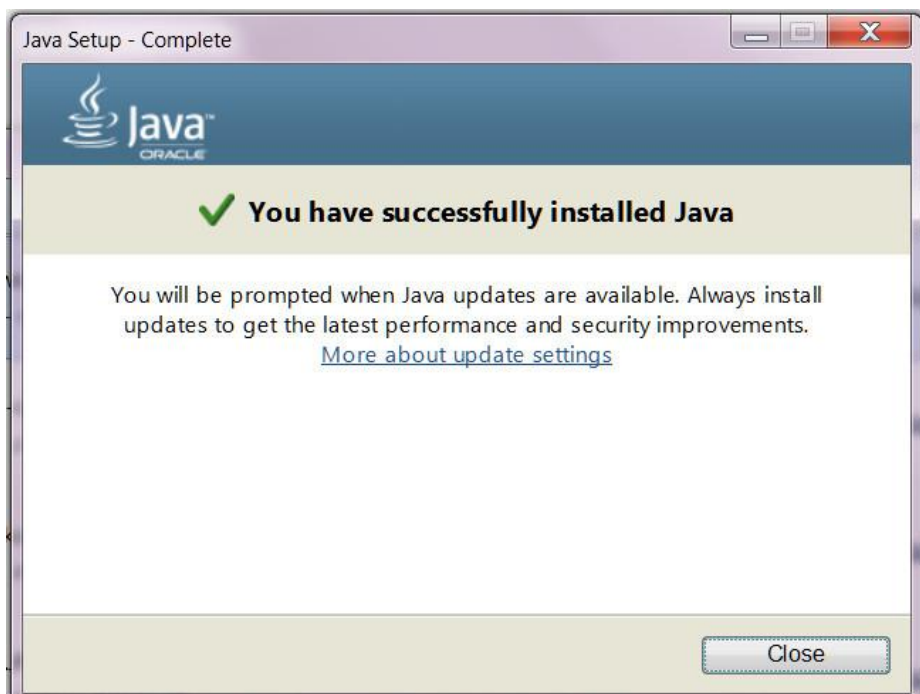 Java Setup - Complete
X
Java™
ORACLE
You have successfully installed Java
You will be prompted when Java updates are available. Always install
updates to get the latest performance and security improvements.
More about update settings
Close